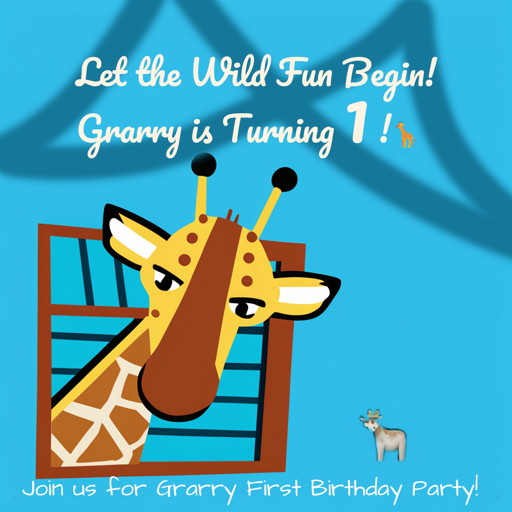 Let the Wild Fun Begin!
Grarry is Turning 1!
Join us for Grarry First Birthday Party!